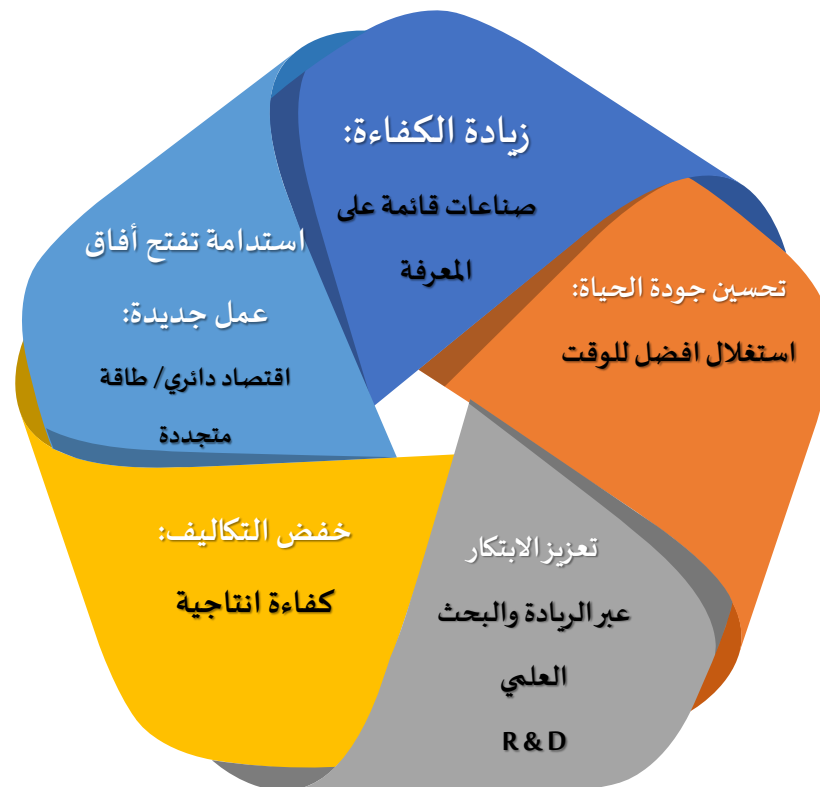 زيادة الكفاءة:
صناعات قائمة على
المعرفة
تحسين جودة الحياة:
استغلال افضل للوقت
تعزيز الابتكار
عبر الريادة والبحث
العلمي
R & D
خفض التكاليف:
كفاءة انتاجية
استدامة تفتح أفاق
عمل جديدة:
اقتصاد دائري/ طاقة
متجددة